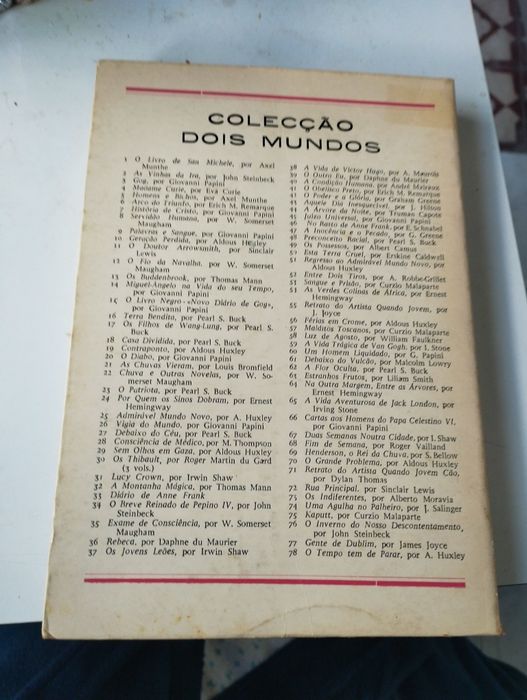 COLECÇÃO
DOIS MUNDOS
1 O Livro de San Michele, por Axel
Munthe
2 As Vinhas da Ira, por John Steinbeck
3 Gog, por Giovanni Papini
4 Madame Curie, por Eva Curie
5 Homens e Bichos, por Axel Munthe
6 Arco do Triunfo, por Erich M. Remarque
7 História de Cristo, por Giovanni Papini
8 Servidão Humana, por W. Somerset
Maugham
9 Palavras e Sangue, por Giovanni Papini
10 Geração Perdida, por Aldous Huxley
11 O Doutor Arrowsmith, por Sinclair
Lewis
12 O Fio da Navalha, por W. Somerset
Maugham
13 Os Buddenbrook, por Thomas Mann
14 Miguel-Ângelo na Vida do seu Tempo,
por Giovanni Papini
15 O Livro Negro-«Novo Diário de Gog»,
por Giovanni Papini
16 Terra Bendita, por Pearl S. Buck
17 Os Filhos de Wang-Lung, por Pearl S.
Buck
18 Casa Dividida, por Pearl S. Buck
19 Contraponto, por Aldous Huxley
20 O Diabo, por Giovanni Papini
21 As Chuvas Vieram, por Louis Bromfield
22 Chuva e Outras Novelas, por W. So-
merset Maugham
23 O Patriota, por Pearl S. Buck
24 Por Quem os Sinos Dobram, por Ernest
Hemingway
25 Admirável Mundo Novo, por A. Huxley
26 Vigia do Mundo, por Giovanni Papini
27 Debaixo do Céu, por Pearl S. Buck
28 Consciência de Médico, por M. Thompson
29 Sem Olhos em Gaza, por Aldous Huxley
30 Os Thibault, por Roger Martin du Gard
(3 vols.)
31 Lucy Crown, por Irwin Shaw
32 A Montanha Mágica, por Thomas Mann
33 Diário de Anne Frank
34 O Breve Reinado de Pepino IV, por John
Steinbeck
35 Exame de Consciência, por W. Somerset
Maugham
36 Rebeca, por Daphne du Maurier
37 Os Jovens Leões, por Irwin Shaw
38 A Vida de Victor Hugo, por A. Maurois
39 O Outro Eu, por Daphne du Maurier
40 A Condição Humana, por André Malraux
41 O Obelisco Preto, por Erich M. Remarque
42 O Poder e a Glória, por Graham Greene
43 Aquele Dia Inesquecível, por J. Hilton
44 A Árvore da Noite, por Truman Capote
45 Juízo Universal, por Giovanni Papini
46 No Rasto de Anne Frank, por E. Schnabel
47 A Inocência e o Pecado, por G. Greene
48 Preconceito Racial, por Pearl S. Buck
49 Os Possessos, por Albert Camus
50 Esta Terra Cruel, por Erskine Caldwell
51 Regresso ao Admirável Mundo Novo, por
Aldous Huxley
52 Entre Dois Tiros, por A. Robbe-Grillet
53 Sangue e Prisão, por Curzio Malaparte
54 As Verdes Colinas de África, por Ernest
Hemingway
55 Retrato do Artista Quando Jovem, por
J. Joyce
56 Férias em Crome, por Aldous Huxley
57 Malditos Toscanos, por Curzio Malaparte
58 Luz de Agosto, por William Faulkner
59 A Vida Trágica de Van Gogh, por I. Stone
60 Um Homem Liquidado, por G. Papini
61 Debaixo do Vulcão, por Malcolm Lowry
62 A Flor Oculta, por Pearl S. Buck
63 Estranhos Frutos, por Lillian Smith
64 Na Outra Margem, Entre as Árvores, por
Ernest Hemingway
65 A Vida Aventurosa de Jack London, por
Irving Stone
66 Cartas aos Homens do Papa Celestino VI,
por Giovanni Papini
67 Duas Semanas Noutra Cidade, por I. Shaw
68 Fim de Semana, por Roger Vailland
69 Henderson, o Rei da Chuva, por S. Bellow
70 O Grande Problema, por Aldous Huxley
71 Retrato do Artista Quando Jovem Cão,
por Dylan Thomas
72 Rua Principal, por Sinclair Lewis
73 Os Indiferentes, por Alberto Moravia
74 Uma Agulha no Palheiro, por J. Salinger
75 Kaputt, por Curzio Malaparte
76 O Inverno do Nosso Descontentamento,
por John Steinbeck
77 Gente de Dublim, por James Joyce
78 O Tempo tem de Parar, por A. Huxley